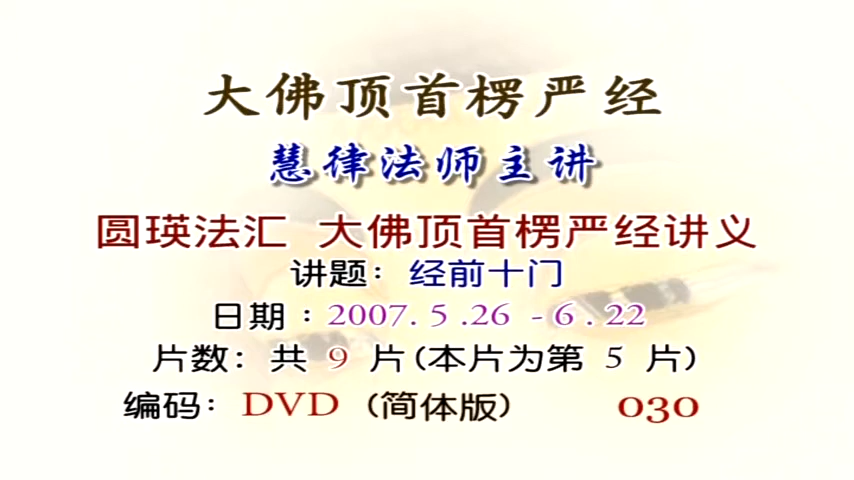 大佛顶首楞严经
慧律法师主讲
圆瑛法汇 大佛顶首楞严经讲义
讲题：经前十门
日期：2007. 5 .26 - 6 . 22
片数：共 9 片(本片为第 5 片)
编码：DVD (简体版) 030